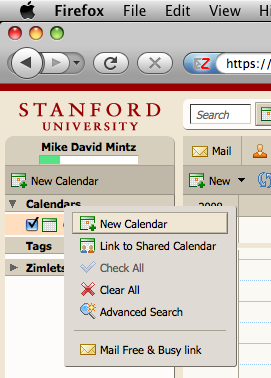 Firefox File Edit View Hi
https://
STANFORD
UNIVERSITY
Search
Mike David Mintz
Mail
New Calendar
New
Calendars
2009
New Calendar
Link to Shared Calendar
Tags
Check All
Zimlets
Clear All
Advanced Search
Mail Free & Busy link